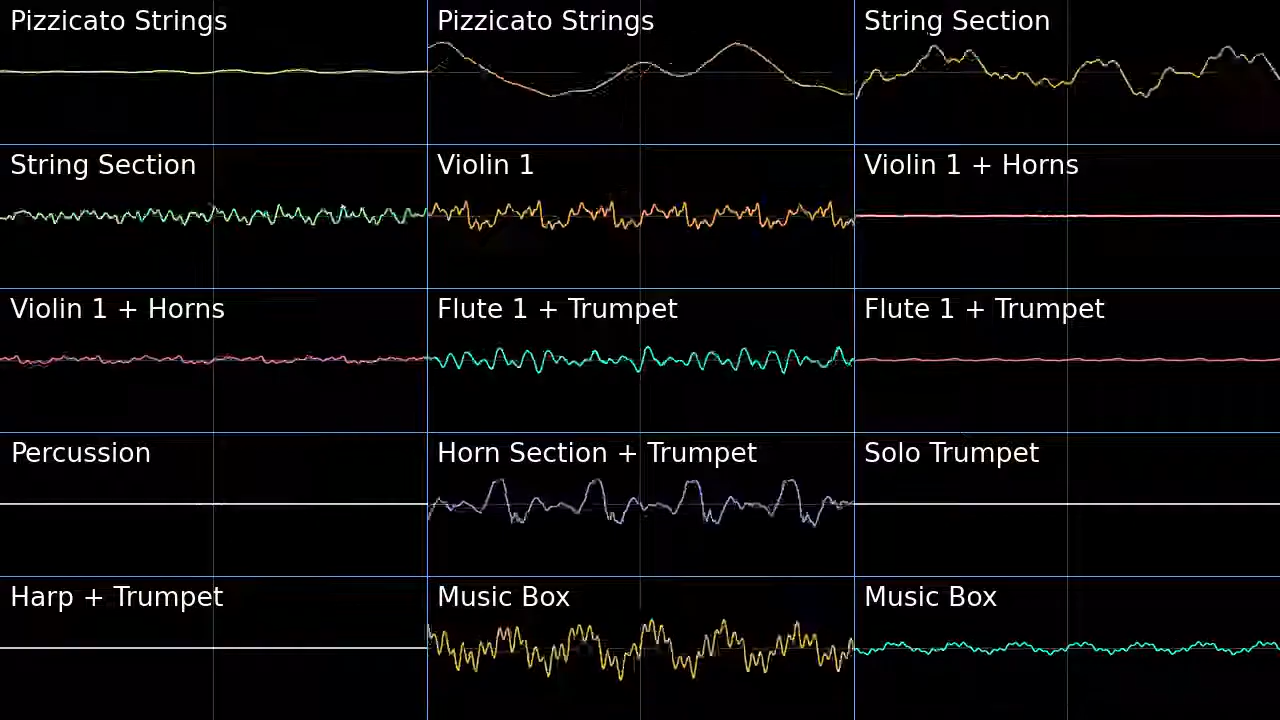 Pizzicato Strings
Pizzicato Strings
String Section
String Section
Violin 1
Violin 1 + Horns
Violin 1 + Horns
Flute 1 + Trumpet
Flute 1 + Trumpet
Percussion
Horn Section + Trumpet
Solo Trumpet
Harp + Trumpet
Music Box
Music Box